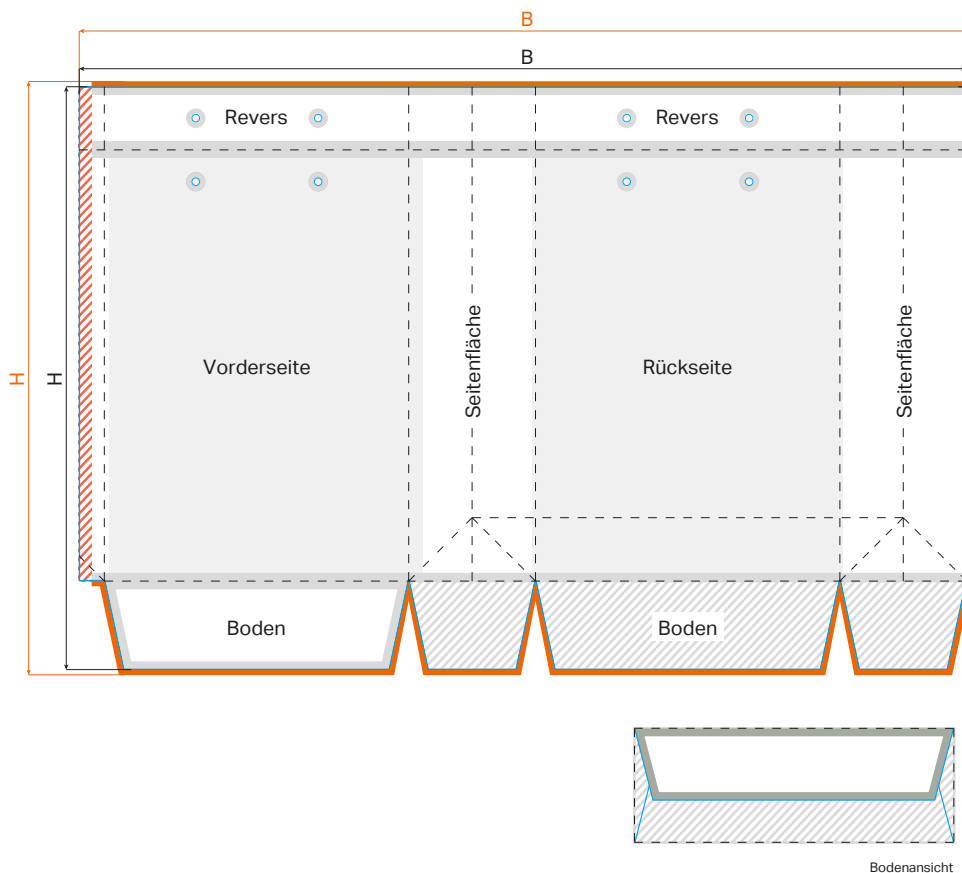 B
B
Revers
Revers
H
H
Vorderseite
Seitenfläche
Rückseite
Seitenfläche
Boden
Boden
Bodenansicht